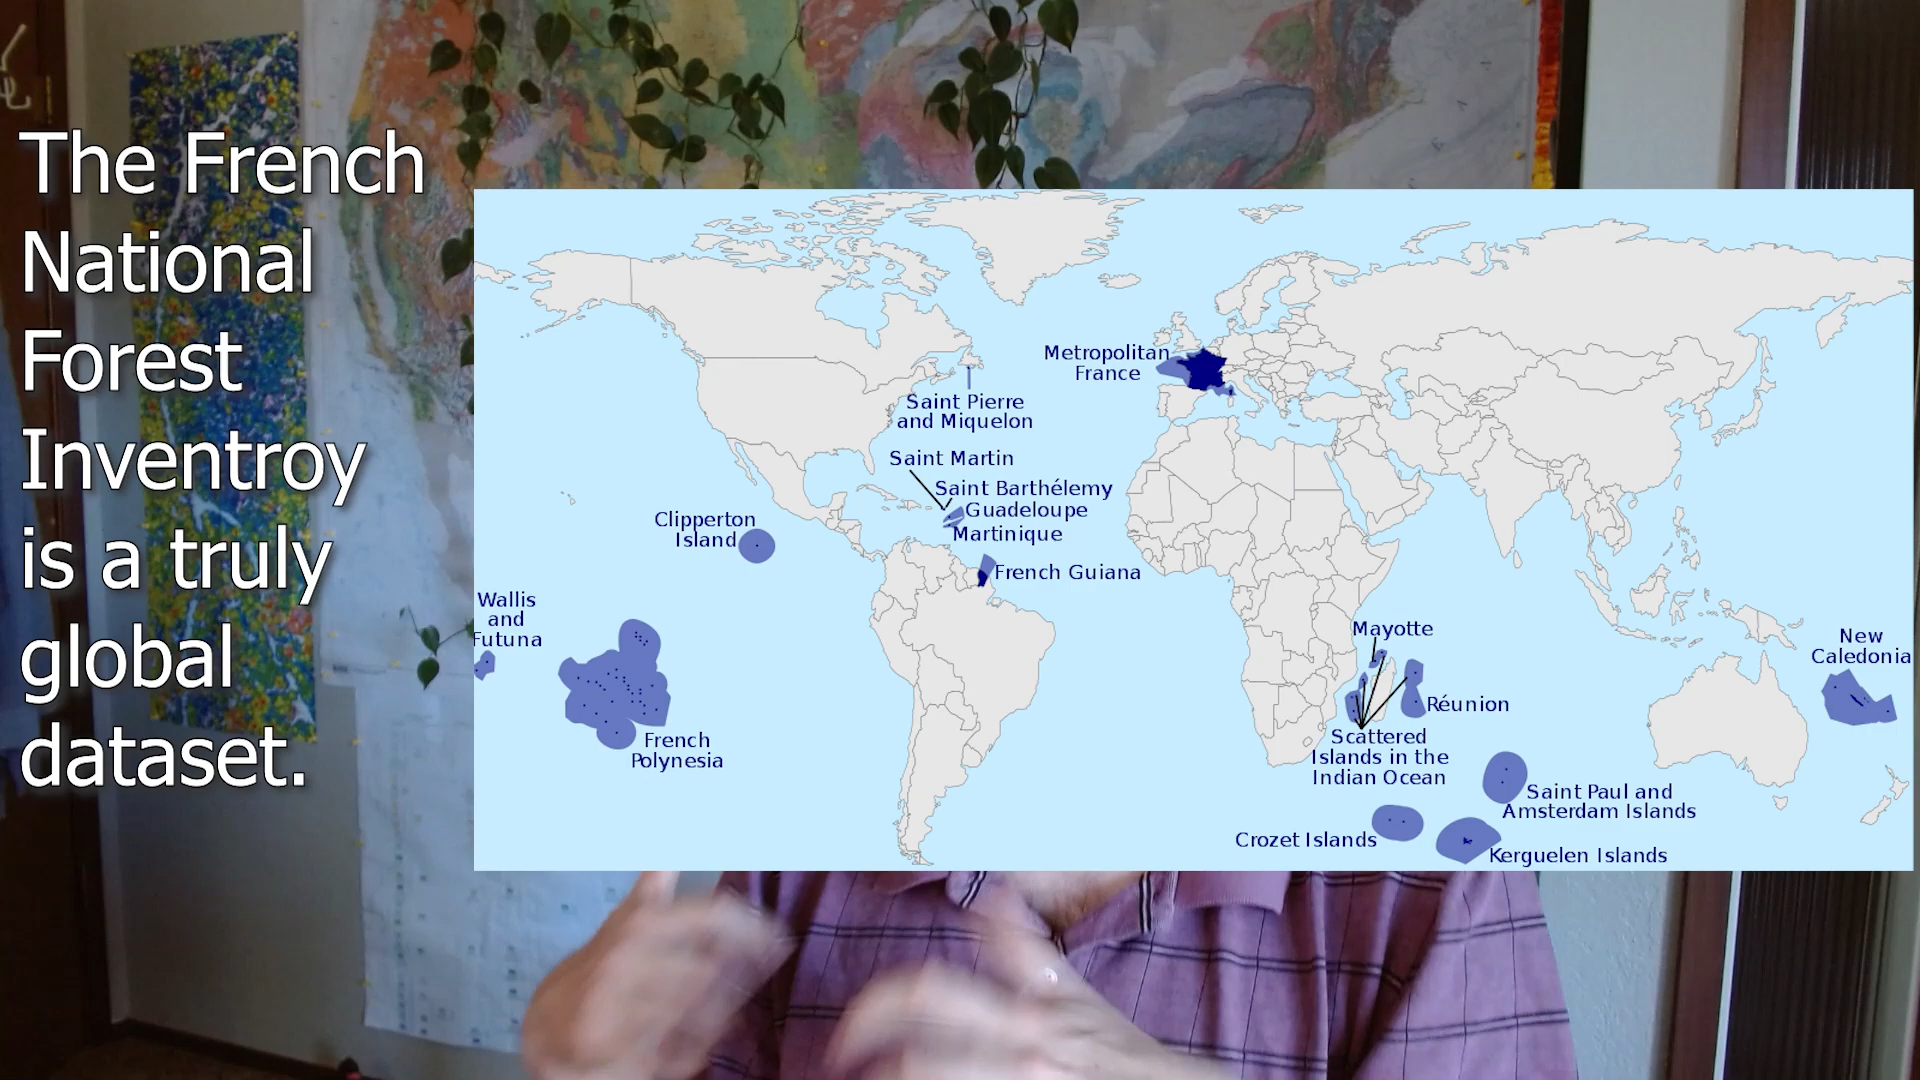 The French
National
Forest
Inventroy
is a truly
global
dataset.
Metropolitan
France
Saint Pierre
and Miquelon
Saint Martin
Saint Barthélemy
Guadeloupe
Martinique
Clipperton
Island
French Guiana
Wallis
and
Futuna
French
Polynesia
Mayotte
New
Caledonia
Réunion
Scattered
Islands in the
Indian Ocean
Saint Paul and
Amsterdam Islands
Crozet Islands
Kerguelen Islands